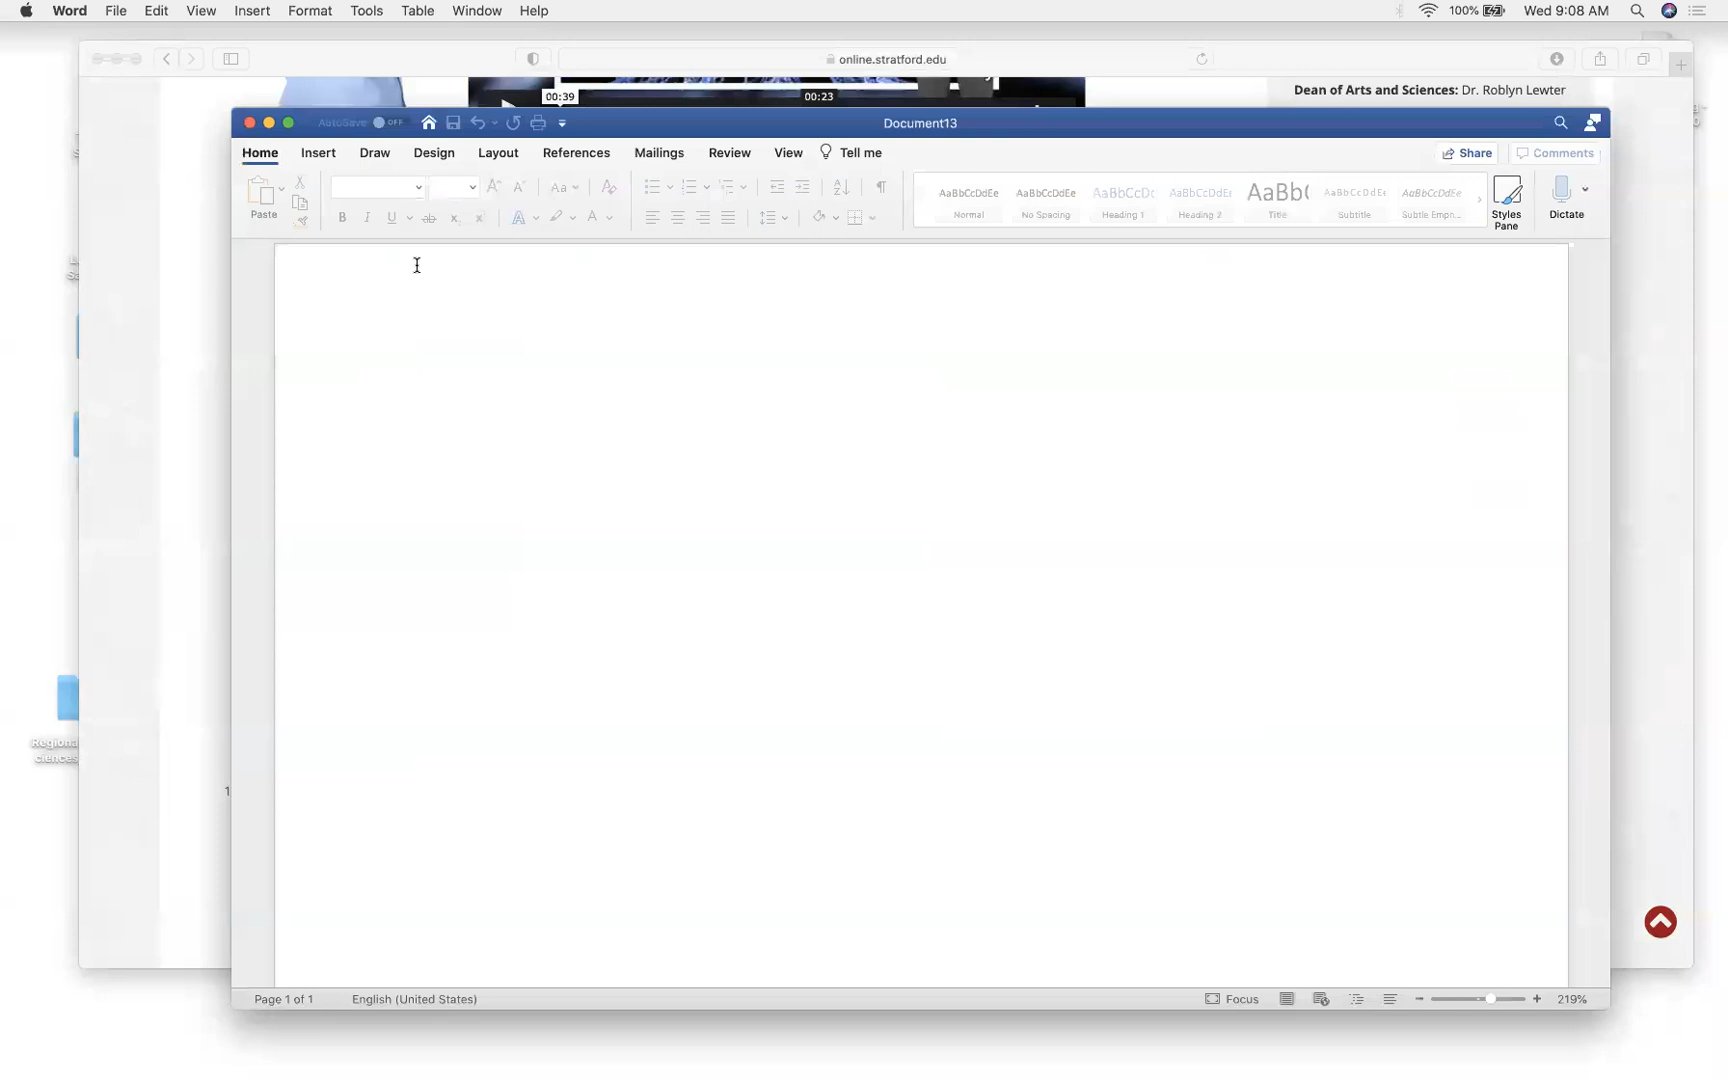 Word File Edit View Insert Format Tools Table Window Help 100% Wed 9:08 AM
online.stratford.edu
Dean of Arts and Sciences: Dr. Roblyn Lewter
00:39 00:23
AutoSave OFF Document13
Home Insert Draw Design Layout References Mailings Review View Tell me Share Comments
Paste
AaBbCcDdEe AaBbCcDdEe AaBbCcDc AaBbCcDdEe AaBb( AaBbCcDdEe AaBbCcDdEe
Normal No Spacing Heading 1 Heading 2 Title Subtitle Subtle Emph... Styles Pane Dictate
Regiona
ciences
Page 1 of 1 English (United States) Focus 219%